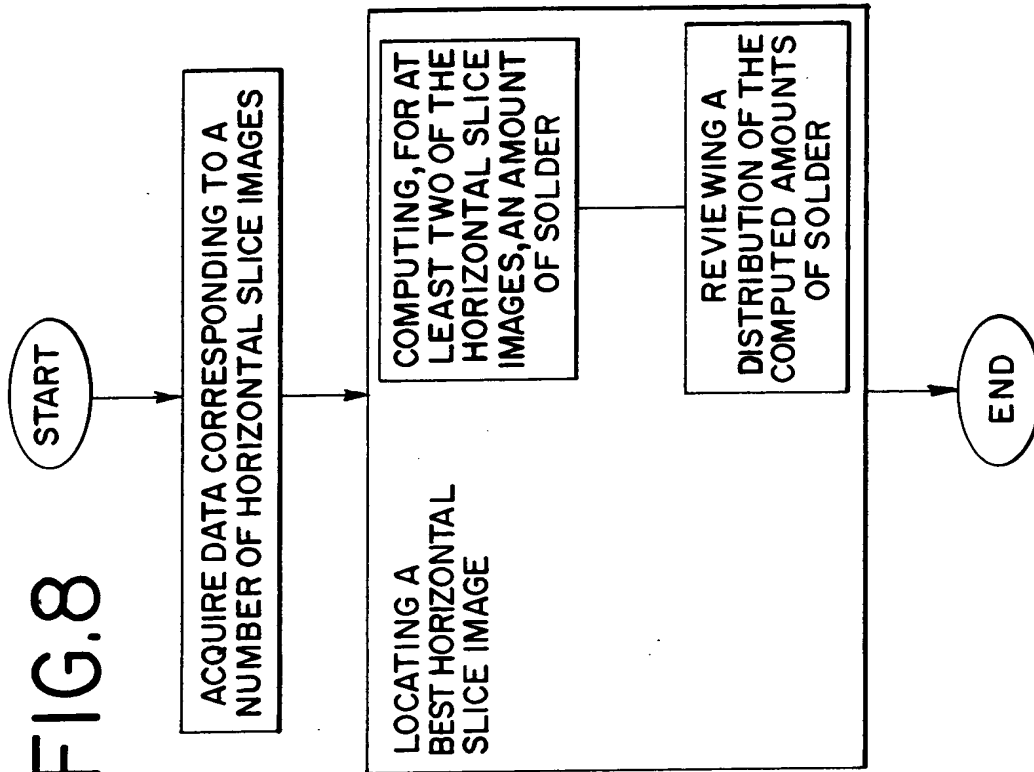 FIG.8
START
ACQUIRE DATA CORRESPONDING TO A
NUMBER OF HORIZONTAL SLICE IMAGES
LOCATING A
BEST HORIZONTAL
SLICE IMAGE
COMPUTING, FOR AT
LEAST TWO OF THE
HORIZONTAL SLICE
IMAGES, AN AMOUNT
OF SOLDER
REVIEWING A
DISTRIBUTION OF THE
COMPUTED AMOUNTS
OF SOLDER
END